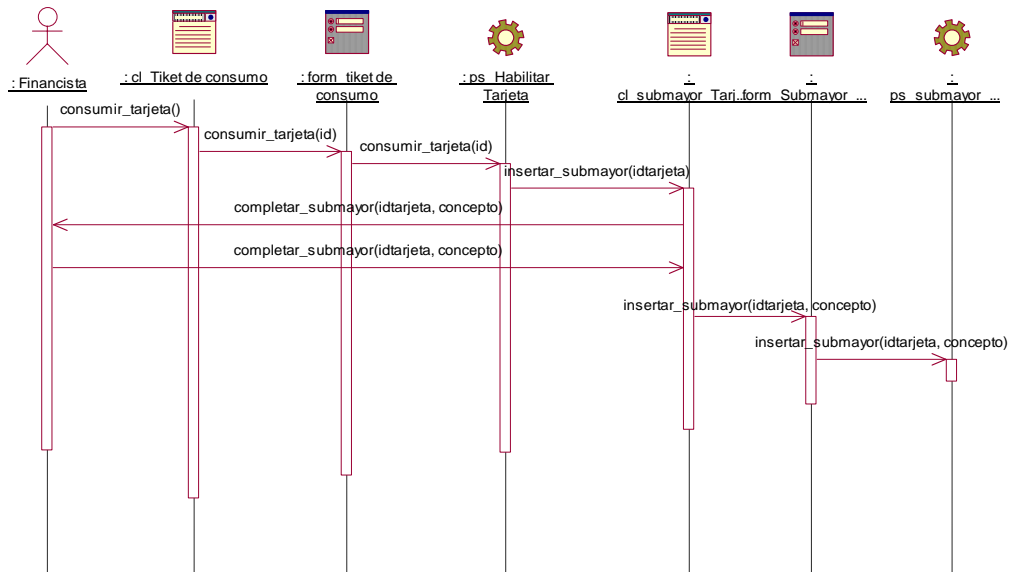 : Financista
: cl_Tiket de consumo
: form_tiket de
consumo
: ps_Habilitar
Tarjeta
:
cl_submayor_Tarj...
:
form_Submayor_...
:
ps_submayor_...
consumir_tarjeta()
consumir_tarjeta(id)
consumir_tarjeta(id)
insertar_submayor(idtarjeta)
completar_submayor(idtarjeta, concepto)
completar_submayor(idtarjeta, concepto)
insertar_submayor(idtarjeta, concepto)
insertar_submayor(idtarjeta, concepto)